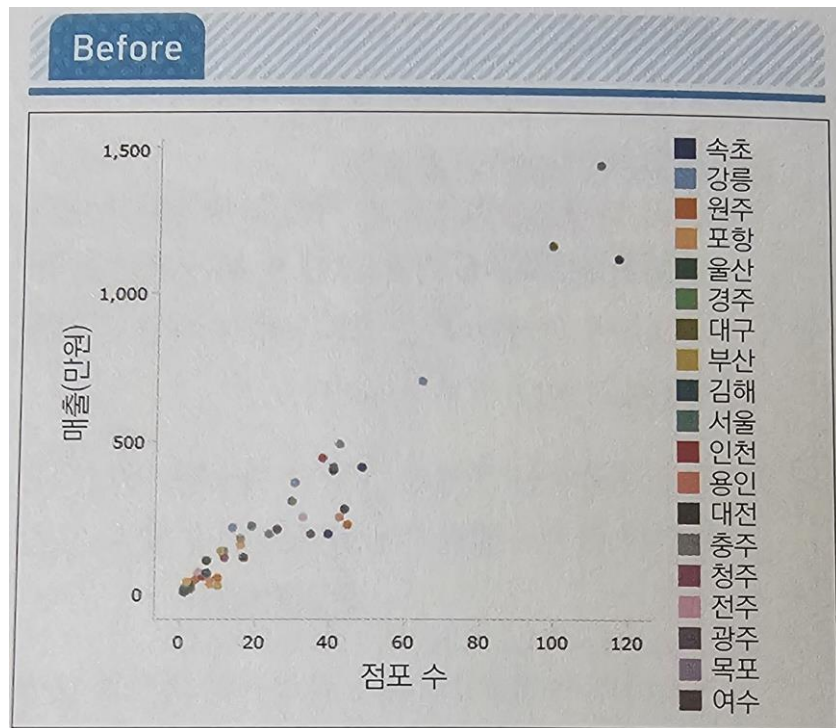 Before
1,500
1,000
500
0
매출(만원)
0 20 40 60 80 100 120
점포 수
속초
강릉
원주
포항
울산
경주
대구
부산
김해
서울
인천
용인
대전
충주
청주
전주
광주
목포
여수